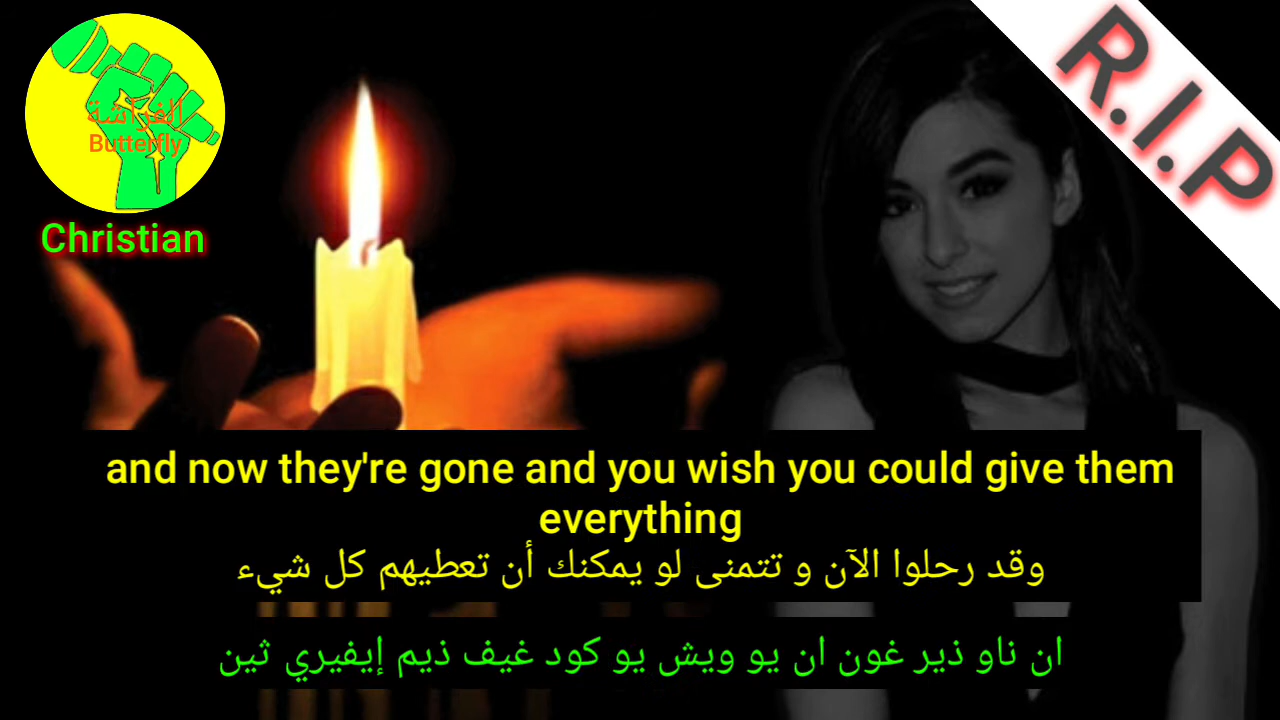 الفراشة
Butterfly
Christian
R.I.P
and now they're gone and you wish you could give them
everything
وقد رحلوا الآن و تتمنى لو يمكنك أن تعطيهم كل شيء
ان ناو ذير غون ان يو ويش يو كود غيف ذيم إيفيري ثين